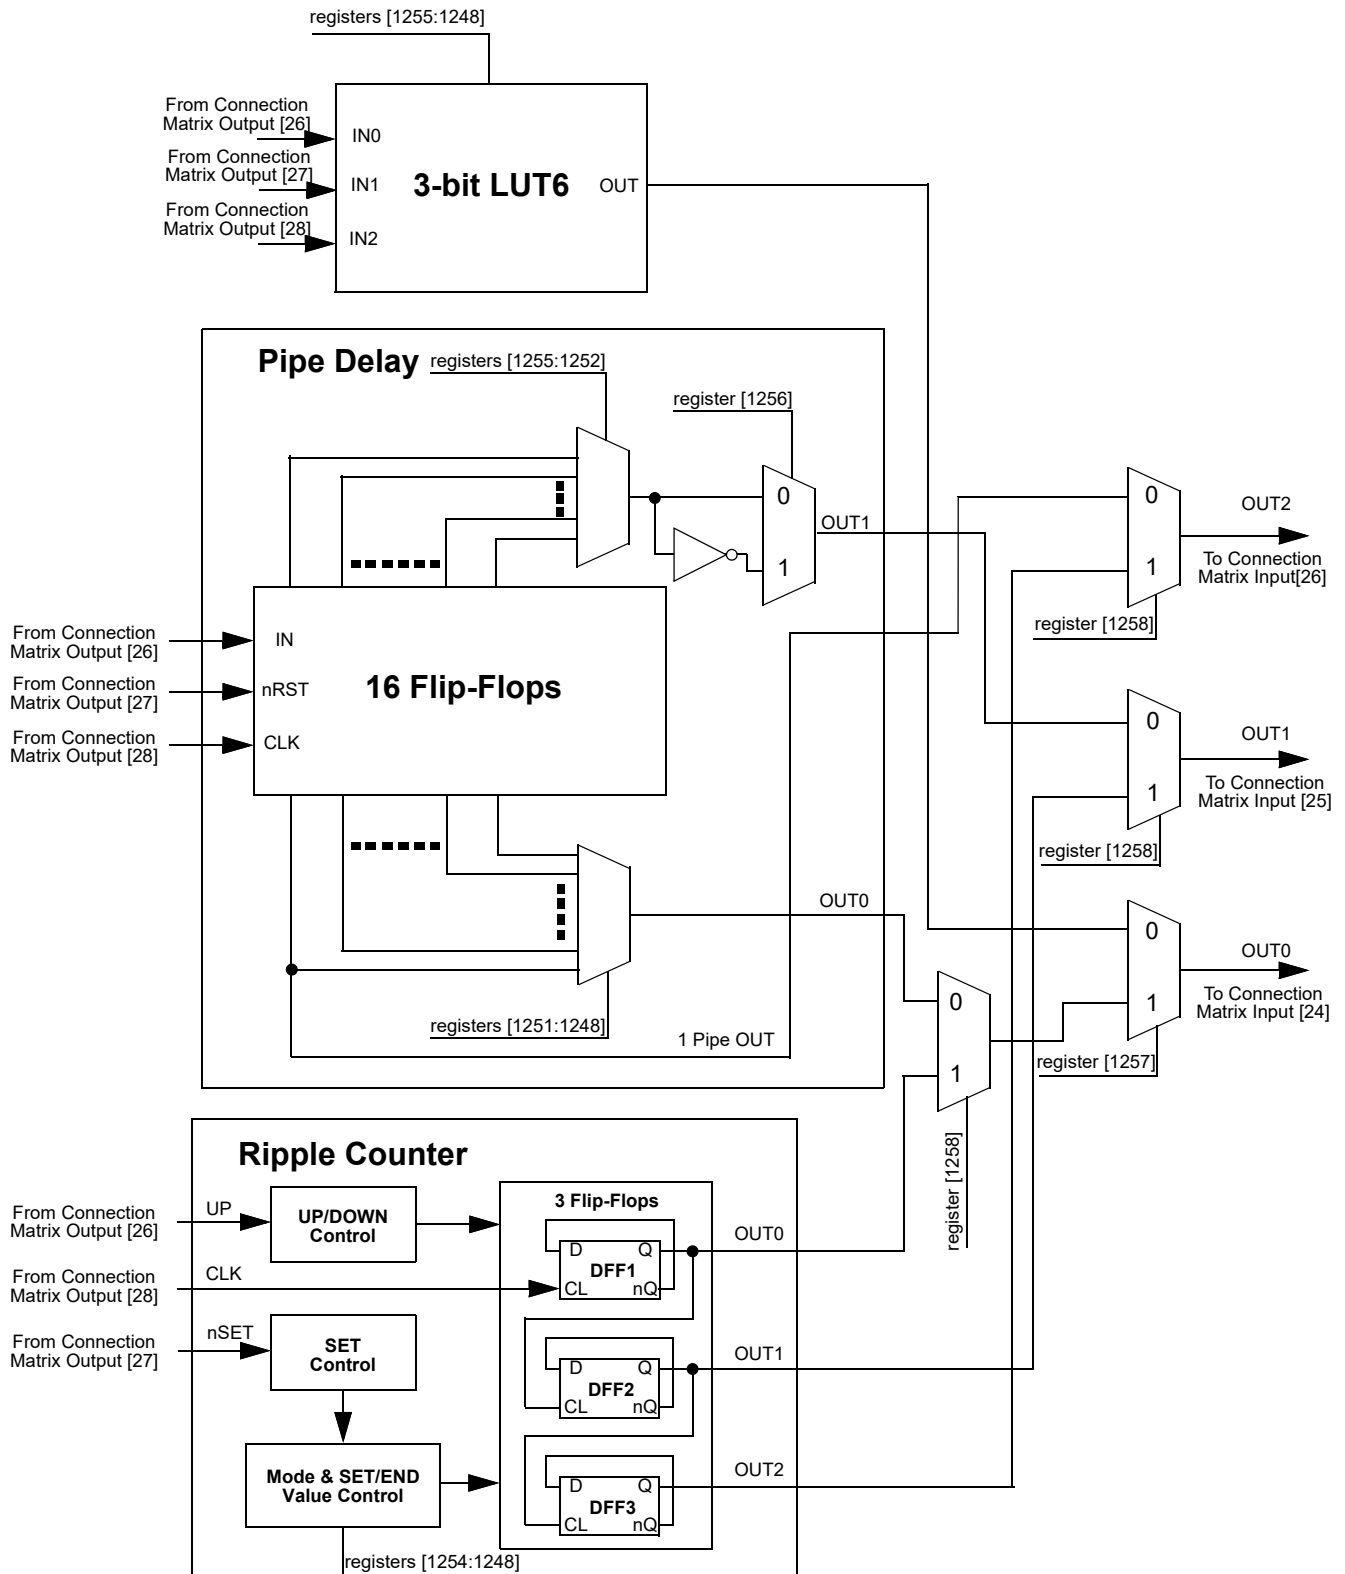 registers [1255:1248]
From Connection
Matrix Output [26]
IN0
From Connection
Matrix Output [27]
IN1
3-bit LUT6
OUT
From Connection
Matrix Output [28]
IN2
Pipe Delay
registers [1255:1252]
register [1256]
0
1
OUT1
0
1
OUT2
To Connection
Matrix Input[26]
register [1258]
From Connection
Matrix Output [26]
IN
From Connection
Matrix Output [27]
nRST
16 Flip-Flops
From Connection
Matrix Output [28]
CLK
0
1
OUT1
To Connection
Matrix Input [25]
register [1258]
OUT0
registers [1251:1248]
1 Pipe OUT
0
1
register [1258]
0
1
OUT0
To Connection
Matrix Input [24]
register [1257]
Ripple Counter
From Connection
Matrix Output [26]
UP
UP/DOWN
Control
3 Flip-Flops
D
Q
DFF1
CL
nQ
OUT0
From Connection
Matrix Output [28]
CLK
From Connection
Matrix Output [27]
nSET
SET
Control
D
Q
DFF2
CL
nQ
OUT1
Mode & SET/END
Value Control
D
Q
DFF3
CL
nQ
OUT2
registers [1254:1248]